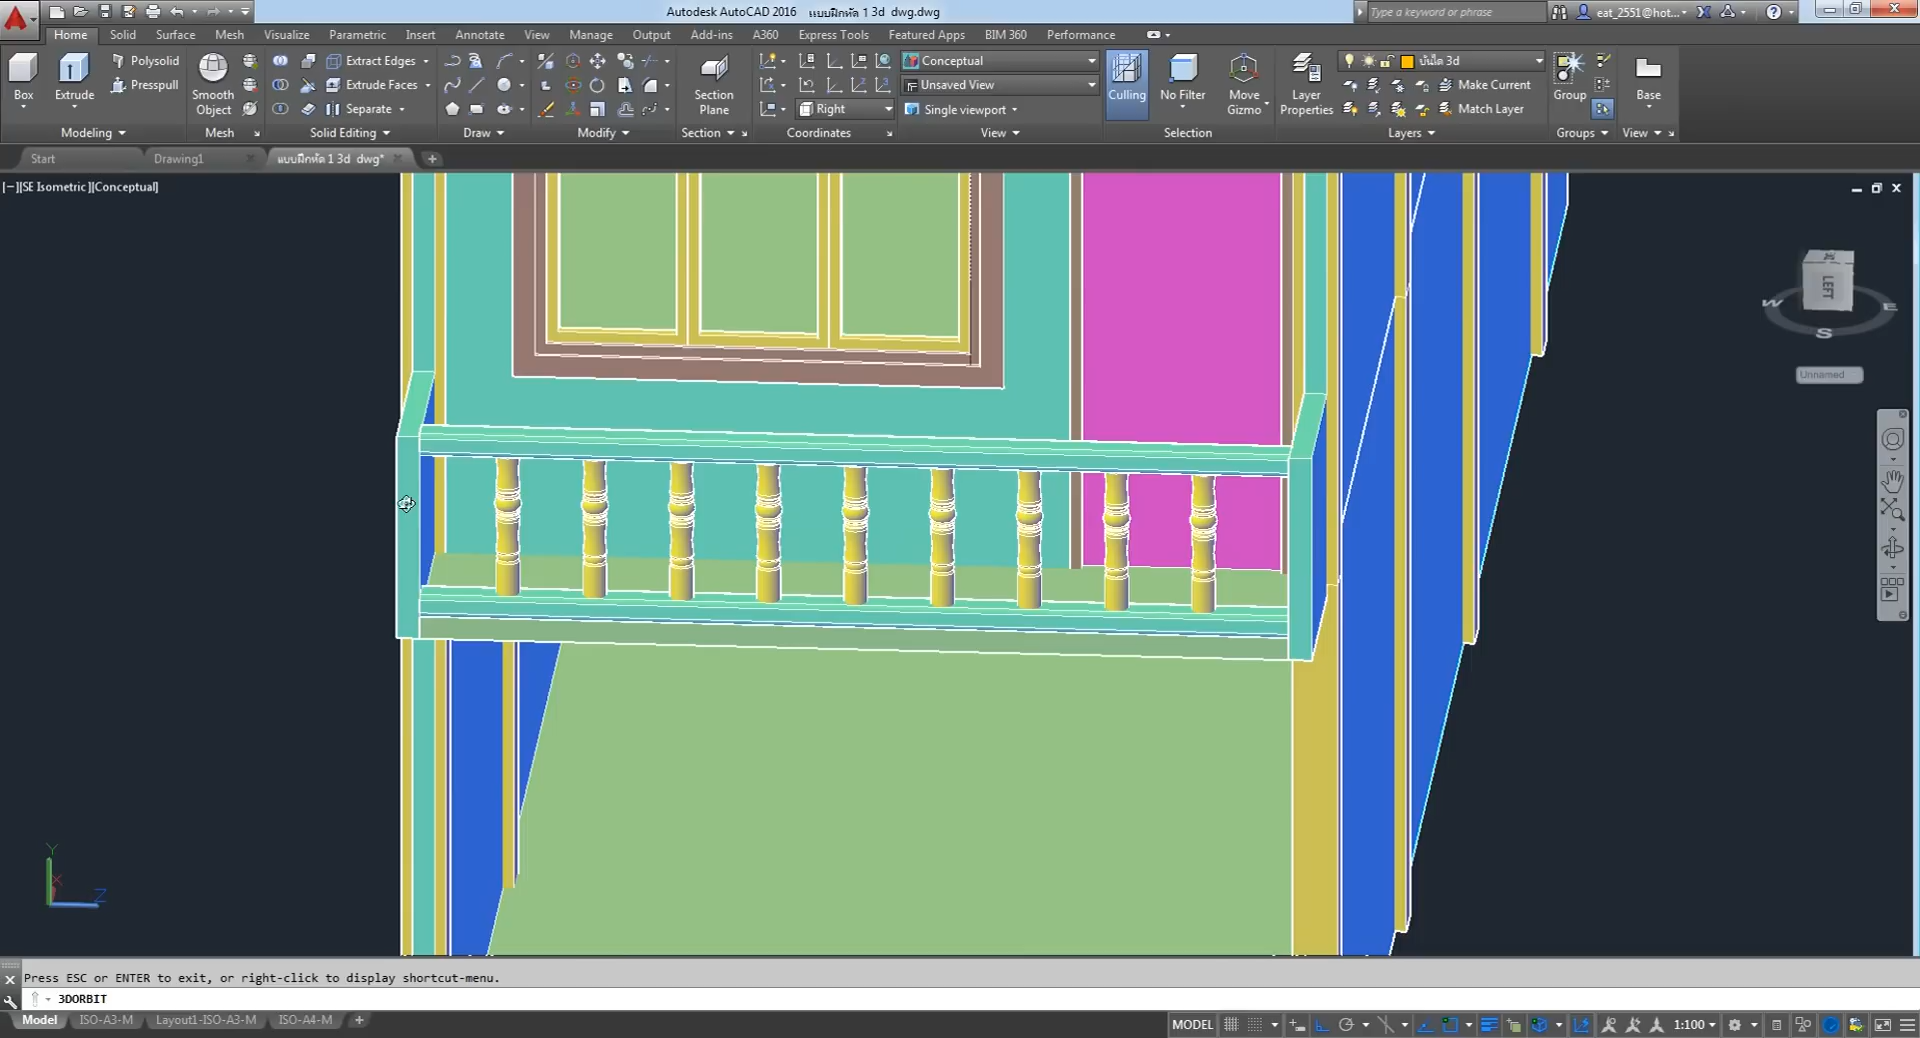 Autodesk AutoCAD 2016 แบบฝึกหัด 1 3d dwg.dwg
Type a keyword or phrase
eat_2551@hot...
Home Solid Surface Mesh Visualize Parametric Insert Annotate View Manage Output Add-ins A360 Express Tools Featured Apps BIM 360 Performance
Polysolid
Presspull
Box
Extrude
Smooth Object
Extract Edges
Extrude Faces
Separate
Section Plane
Right
Conceptual
Unsaved View
Single viewport
Culling
No Filter
Move Gizmo
Layer Properties
บันได 3d
Make Current
Match Layer
Group
Base
Modeling Mesh Solid Editing Draw Modify Section Coordinates View Selection Layers Groups View
Start Drawing1 แบบฝึกหัด 1 3d dwg*
[−][SE Isometric][Conceptual]
LEFT
W
S
E
Unnamed
Y
X
Z
Press ESC or ENTER to exit, or right-click to display shortcut-menu.
3DORBIT
Model ISO-A3-M Layout1-ISO-A3-M ISO-A4-M
MODEL
1:100